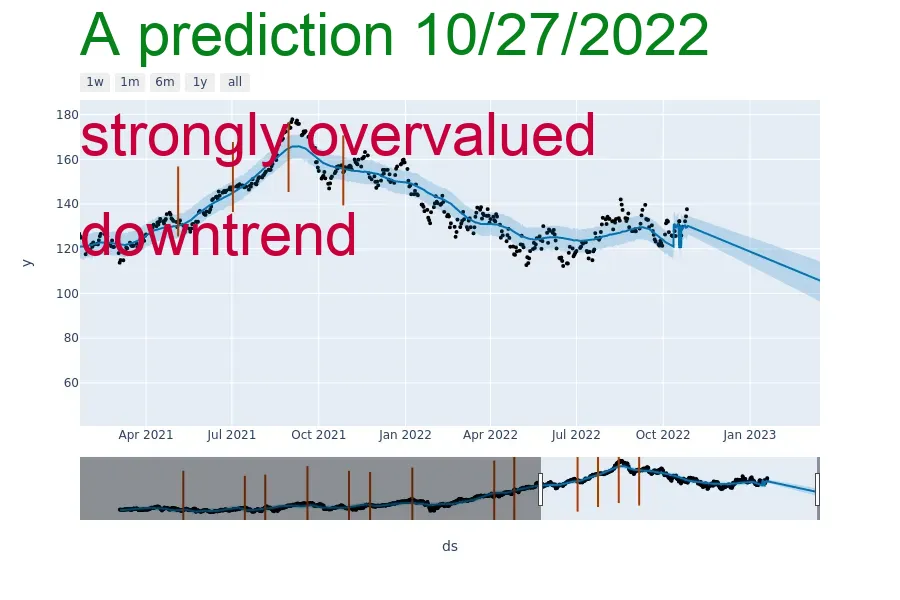 A prediction 10/27/2022
1w 1m 6m 1y all
180
strongly overvalued
160
140
downtrend
120
y
100
80
60
Apr 2021 Jul 2021 Oct 2021 Jan 2022 Apr 2022 Jul 2022 Oct 2022 Jan 2023
ds